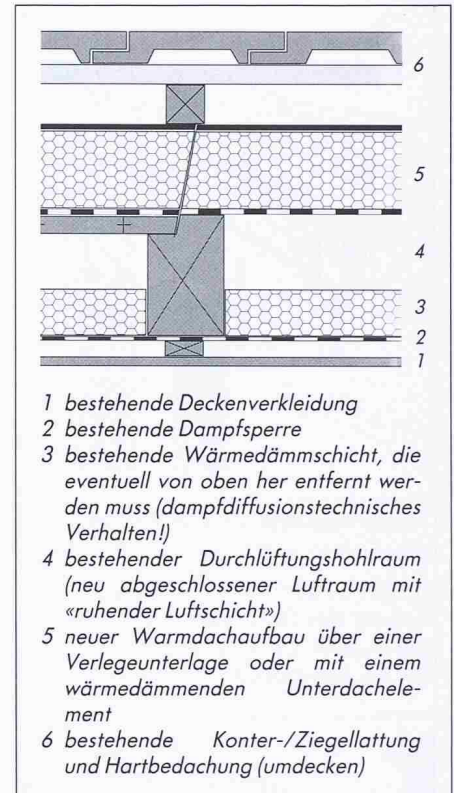 6
5
4
3
2
1
1 bestehende Deckenverkleidung
2 bestehende Dampfsperre
3 bestehende Wärmedämmschicht, die
eventuell von oben her entfernt wer-
den muss (dampfdiffusionstechnisches
Verhalten!)
4 bestehender Durchlüftungshohlraum
(neu abgeschlossener Luftraum mit
«ruhender Luftschicht»)
5 neuer Warmdachaufbau über einer
Verlegeunterlage oder mit einem
wärmedämmenden Unterdachele-
ment
6 bestehende Konter-/Ziegellattung
und Hartbedachung (umdecken)